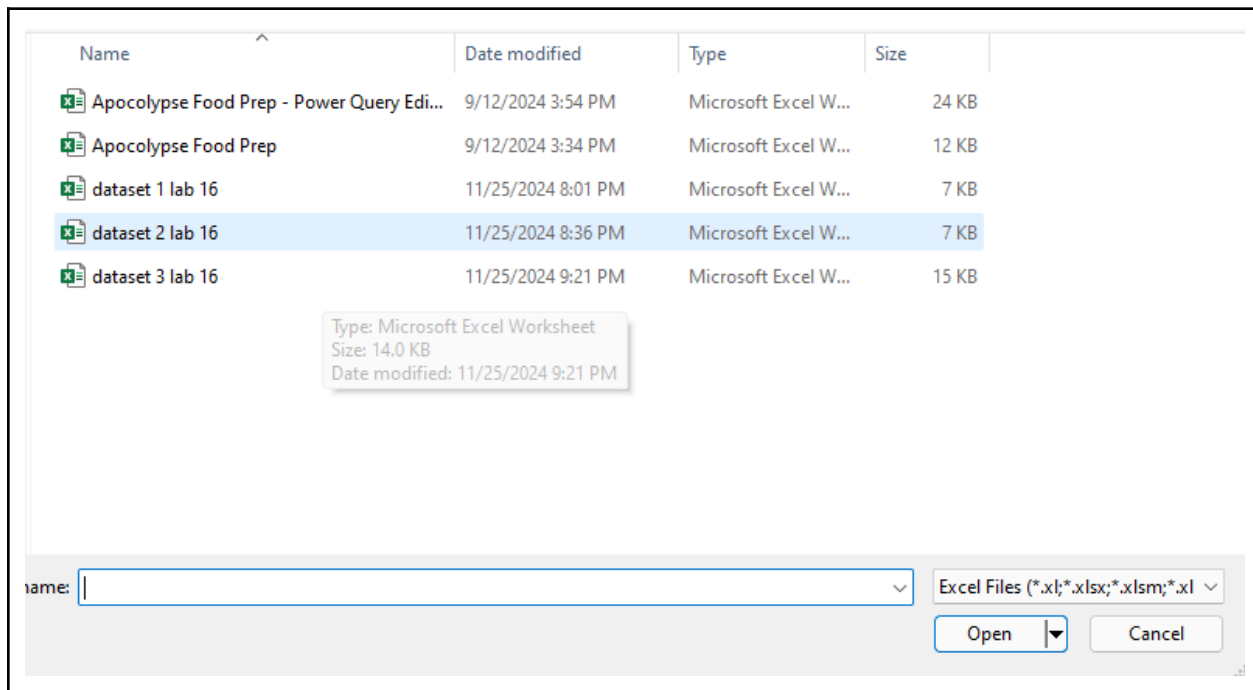 Name Date modified Type Size
Apocolypse Food Prep - Power Query Edi... 9/12/2024 3:54 PM Microsoft Excel W... 24 KB
Apocolypse Food Prep 9/12/2024 3:34 PM Microsoft Excel W... 12 KB
dataset 1 lab 16 11/25/2024 8:01 PM Microsoft Excel W... 7 KB
dataset 2 lab 16 11/25/2024 8:36 PM Microsoft Excel W... 7 KB
dataset 3 lab 16 11/25/2024 9:21 PM Microsoft Excel W... 15 KB
Type: Microsoft Excel Worksheet
Size: 14.0 KB
Date modified: 11/25/2024 9:21 PM
name: Excel Files (*.xl;*.xlsx;*.xlsm;*.xl
Open Cancel